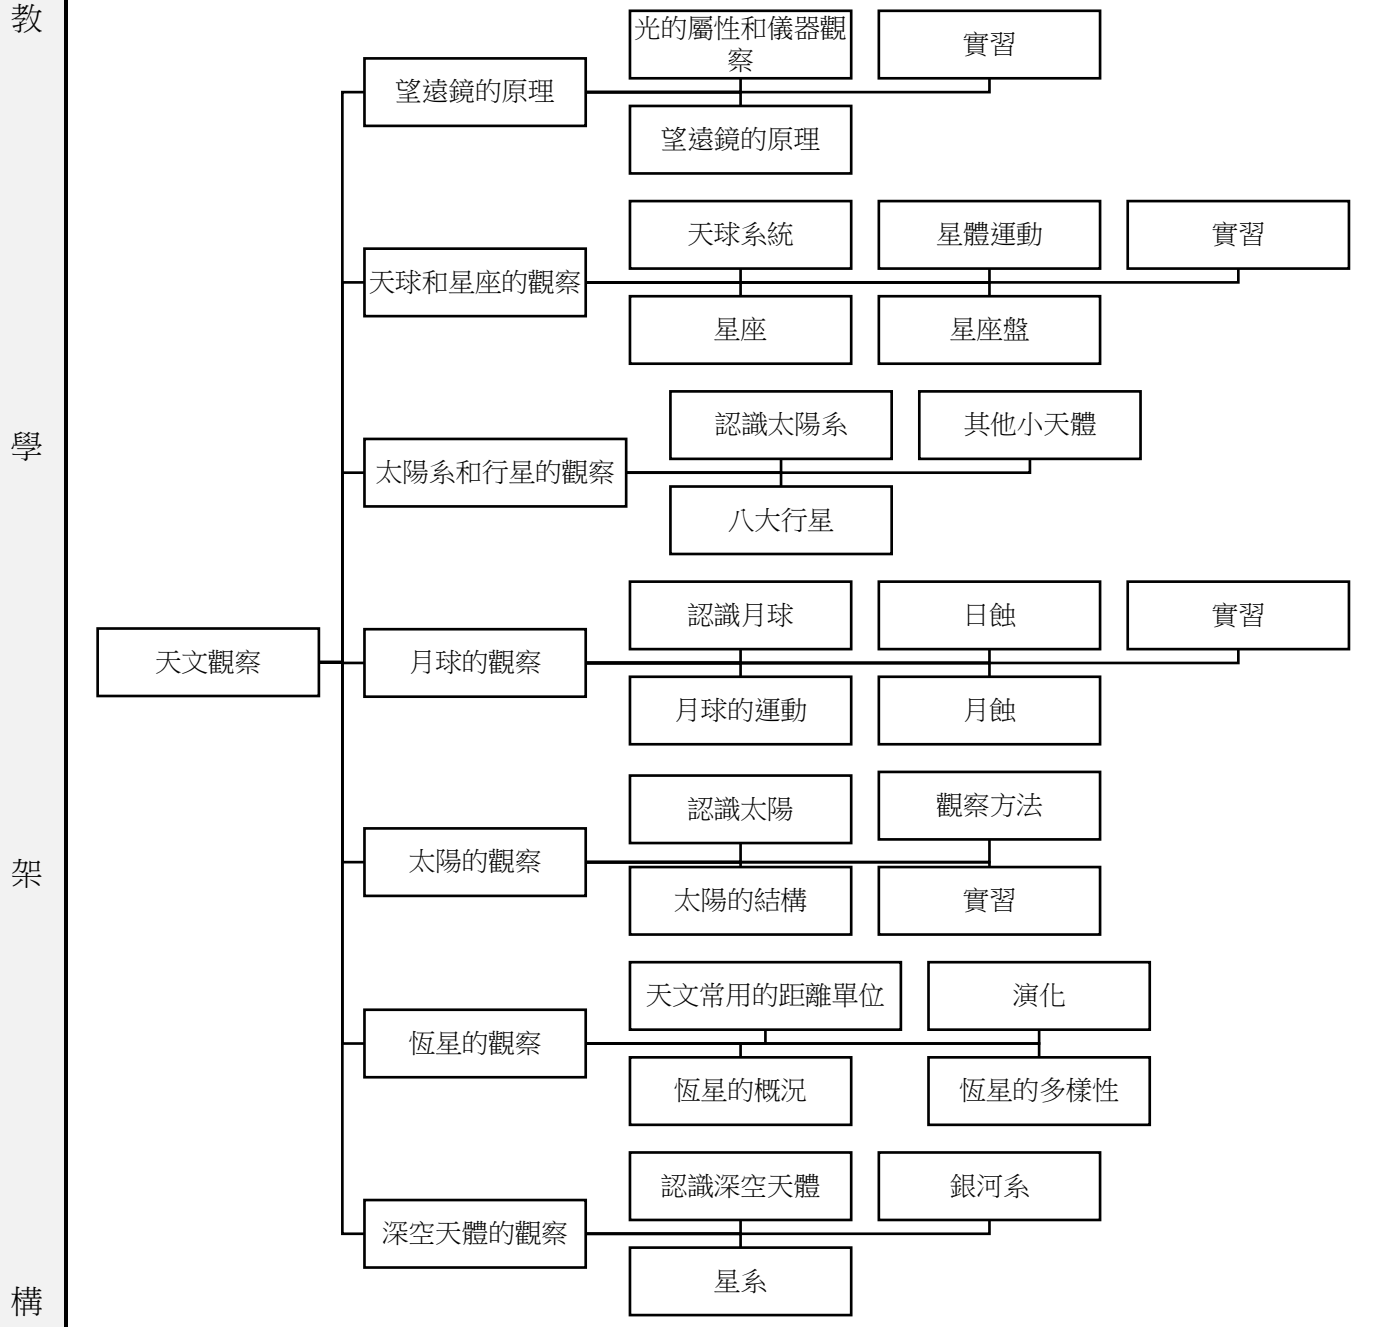 教
學
架
構
天文觀察
望遠鏡的原理
光的屬性和儀器觀
察
望遠鏡的原理
實習
天球和星座的觀察
天球系統
星座
星體運動
星座盤
實習
太陽系和行星的觀察
認識太陽系
八大行星
其他小天體
月球的觀察
認識月球
月球的運動
日蝕
月蝕
實習
太陽的觀察
認識太陽
太陽的結構
觀察方法
實習
恆星的觀察
天文常用的距離單位
恆星的概況
演化
恆星的多樣性
深空天體的觀察
認識深空天體
星系
銀河系